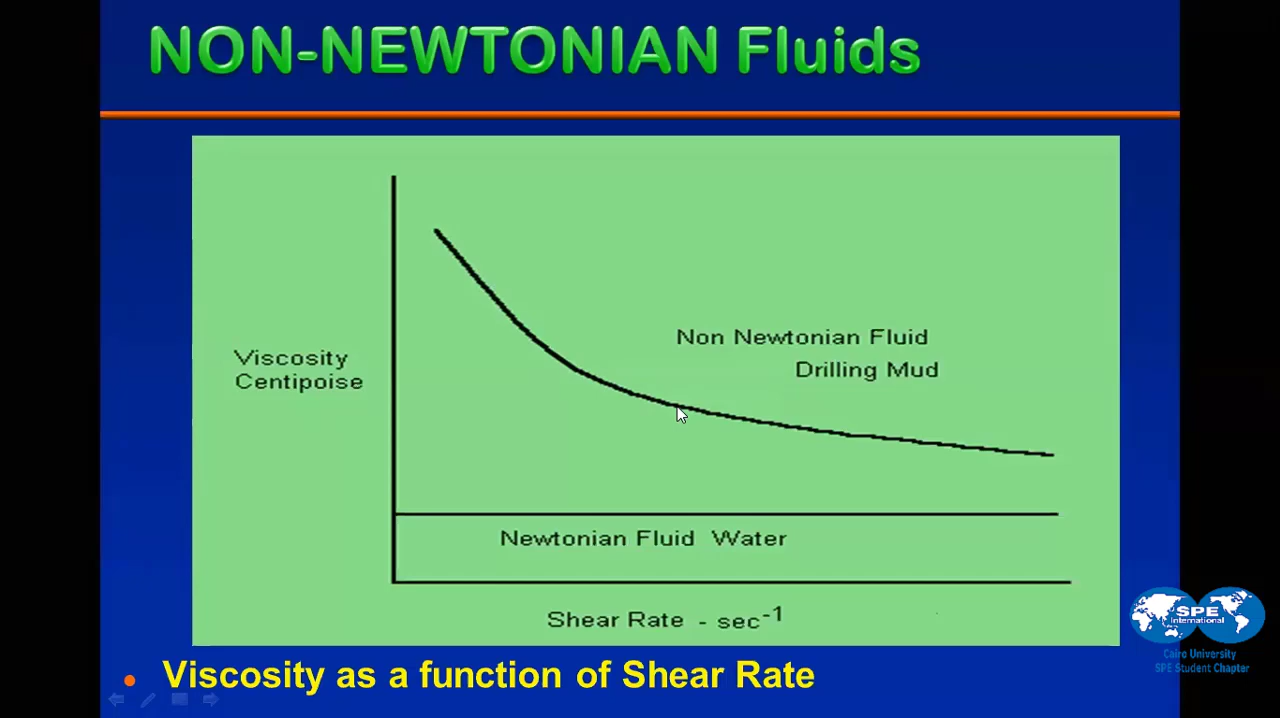 NON-NEWTONIAN Fluids
Viscosity
Centipoise
Non Newtonian Fluid
Drilling Mud
Newtonian Fluid Water
Shear Rate - sec⁻¹
SPE
International
Cairo University
SPE Student Chapter
• Viscosity as a function of Shear Rate